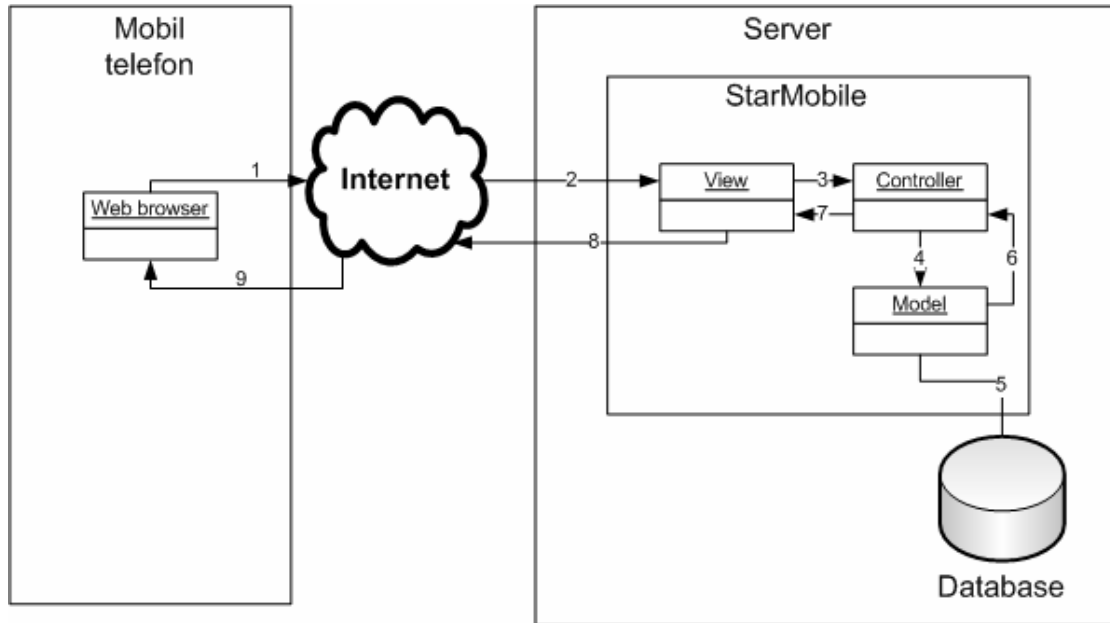 Mobil
telefon
Server
StarMobile
1
Internet
2
View
3
Controller
Web browser
7
8
4
6
9
Model
5
Database